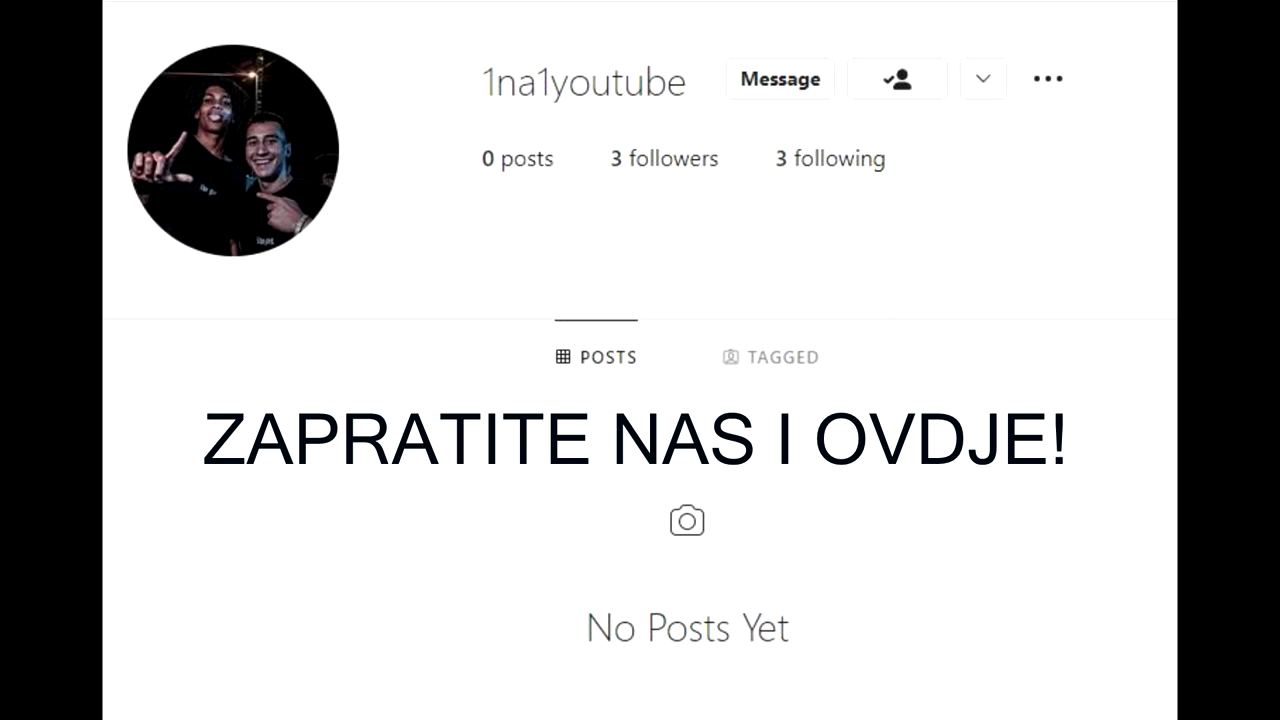 1na1youtube Message
0 posts 3 followers 3 following
POSTS TAGGED
ZAPRATITE NAS I OVDJE!
No Posts Yet